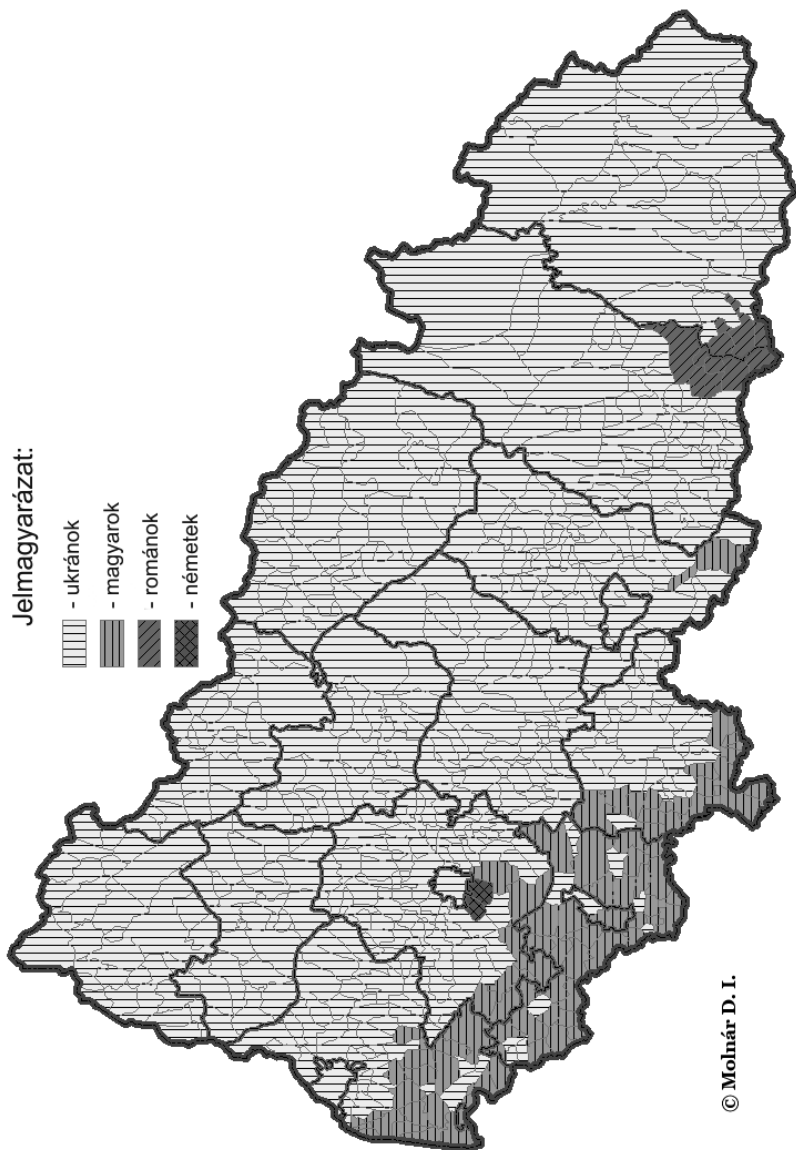 Jelmagyarázat:
- ukránok
- magyarok
- románok
- németek
© Molnár D. I.